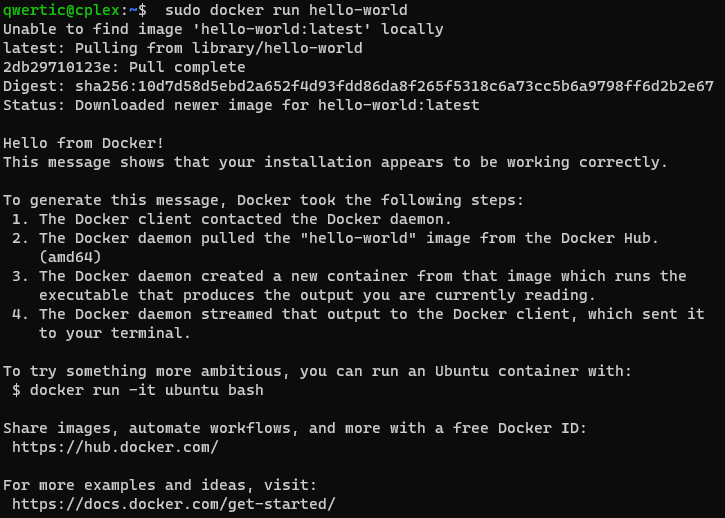 qwertic@cplex:~$  sudo docker run hello-world
Unable to find image 'hello-world:latest' locally
latest: Pulling from library/hello-world
2db29710123e: Pull complete
Digest: sha256:10d7d58d5ebd2a652f4d93fdd86da8f265f5318c6a73cc5b6a9798ff6d2b2e67
Status: Downloaded newer image for hello-world:latest

Hello from Docker!
This message shows that your installation appears to be working correctly.

To generate this message, Docker took the following steps:
 1. The Docker client contacted the Docker daemon.
 2. The Docker daemon pulled the "hello-world" image from the Docker Hub.
    (amd64)
 3. The Docker daemon created a new container from that image which runs the
    executable that produces the output you are currently reading.
 4. The Docker daemon streamed that output to the Docker client, which sent it
    to your terminal.

To try something more ambitious, you can run an Ubuntu container with:
 $ docker run -it ubuntu bash

Share images, automate workflows, and more with a free Docker ID:
 https://hub.docker.com/

For more examples and ideas, visit:
 https://docs.docker.com/get-started/